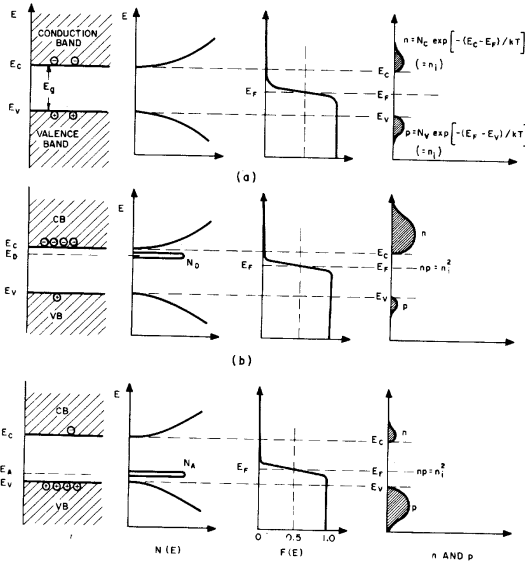 E
E
CONDUCTION
BAND
E_C
E_g
E_V
VALENCE
BAND
E_F
n = N_C exp[-(E_C-E_F)/kT]
(=n_i)
E_C
E_F
E_V
p = N_V exp[-(E_F-E_V)/kT]
(=n_i)
(a)
E
CB
E_C
E_D
E_V
VB
N_D
E_F
n
E_C
E_F
np = n_i^2
E_V
p
(b)
E
CB
E_C
E_A
E_V
VB
N_A
E_F
n
E_C
E_F
np = n_i^2
E_V
p
0 0.5 1.0
N(E)
F(E)
n AND p